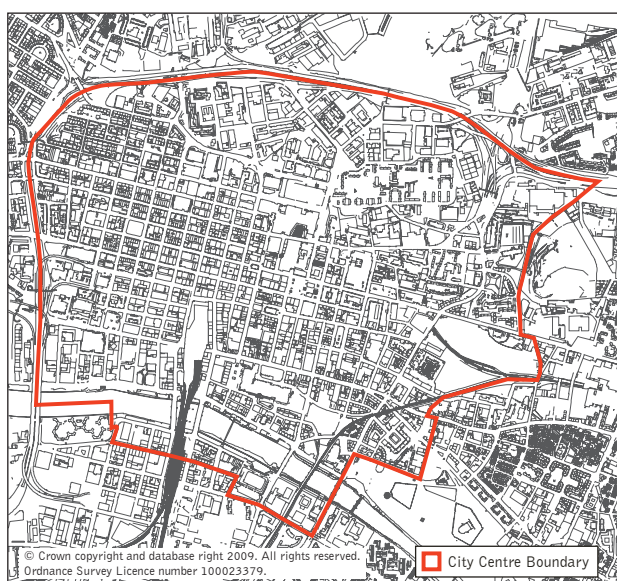 © Crown copyright and database right 2009. All rights reserved.
Ordnance Survey Licence number 100023379.
City Centre Boundary